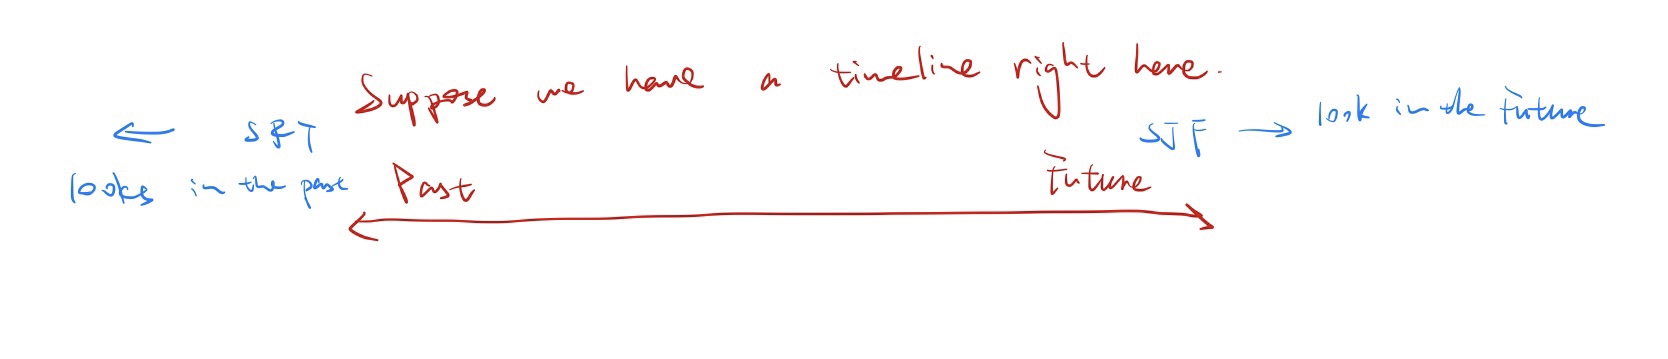 Suppose we have a timeline right here.
← SRT
looks in the past
Past
Future
SJF → look in the Future